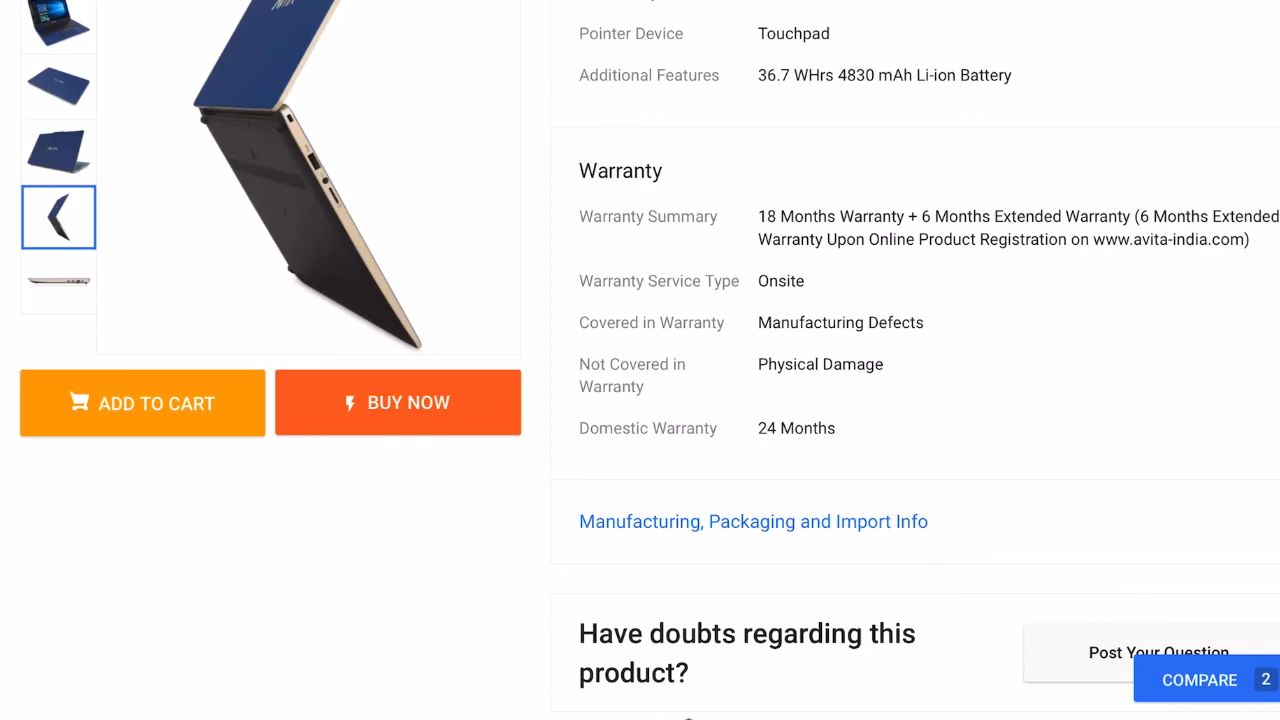 Pointer Device Touchpad
Additional Features 36.7 WHrs 4830 mAh Li-ion Battery
Warranty
Warranty Summary 18 Months Warranty + 6 Months Extended Warranty (6 Months Extended
Warranty Upon Online Product Registration on www.avita-india.com)
Warranty Service Type Onsite
Covered in Warranty Manufacturing Defects
Not Covered in Physical Damage
Warranty
Domestic Warranty 24 Months
ADD TO CART
BUY NOW
Manufacturing, Packaging and Import Info
Have doubts regarding this
product?
Post Your Question
COMPARE 2